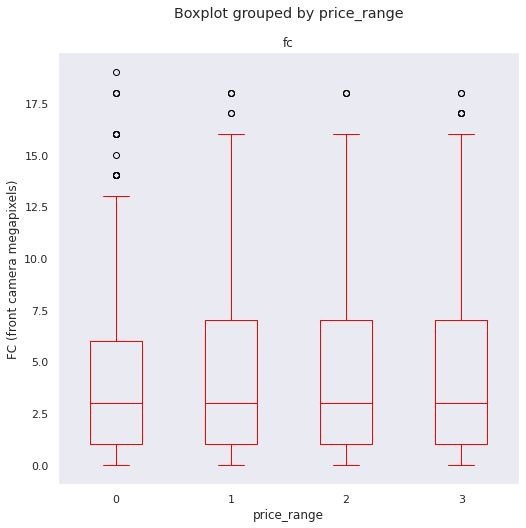 Boxplot grouped by price_range
fc
17.5
15.0
12.5
10.0
7.5
5.0
2.5
0.0
FC (front camera megapixels)
0 1 2 3
price_range